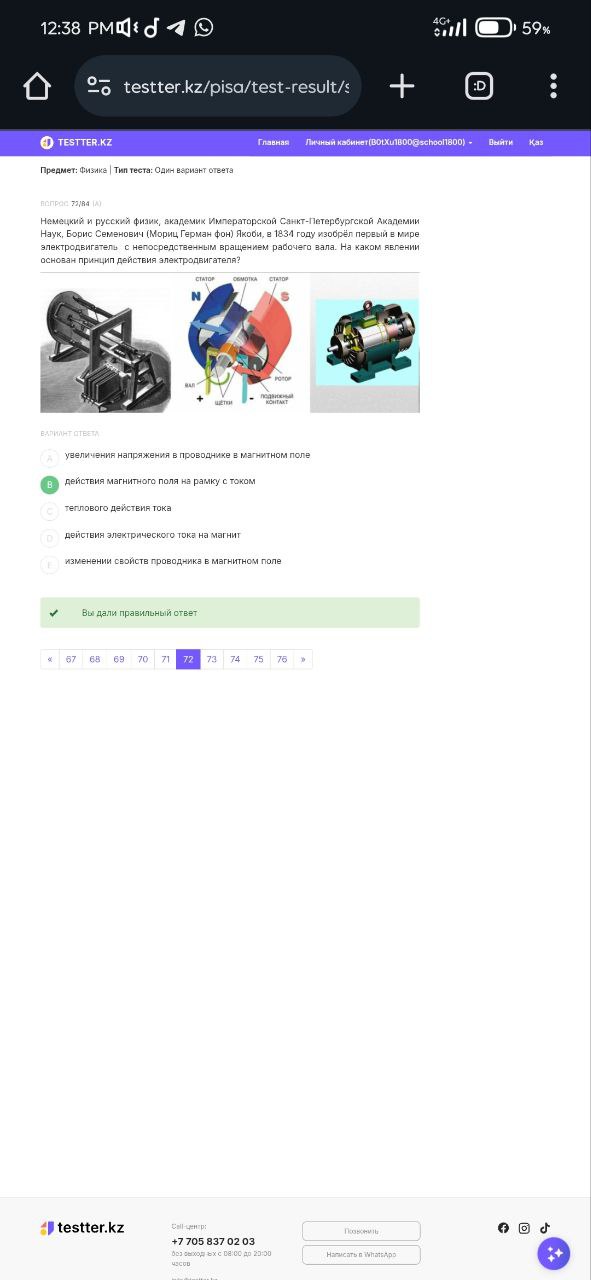 12:38 PM
4G+
59%
testter.kz/pisa/test-result/s
:D
TESTTER.KZ
Главная
Личный кабинет(B0tXu1800@school1800)
Выйти
Қаз
Предмет: Физика | Тип теста: Один вариант ответа
ВОПРОС 72/84 (A)
Немецкий и русский физик, академик Императорской Санкт-Петербургской Академии
Наук, Борис Семенович (Мориц Герман фон) Якоби, в 1834 году изобрёл первый в мире
электродвигатель с непосредственным вращением рабочего вала. На каком явлении
основан принцип действия электродвигателя?
СТАТОР ОБМОТКА СТАТОР
N S
ВАЛ
РОТОР
+ ЩЁТКИ - ПОДВИЖНЫЙ
КОНТАКТ
ВАРИАНТ ОТВЕТА
A увеличения напряжения в проводнике в магнитном поле
B действия магнитного поля на рамку с током
C теплового действия тока
D действия электрического тока на магнит
E изменении свойств проводника в магнитном поле
Вы дали правильный ответ
« 67 68 69 70 71 72 73 74 75 76 »
testter.kz
Call-центр:
+7 705 837 02 03
без выходных с 08:00 до 20:00
часов
Позвонить
Написать в WhatsApp